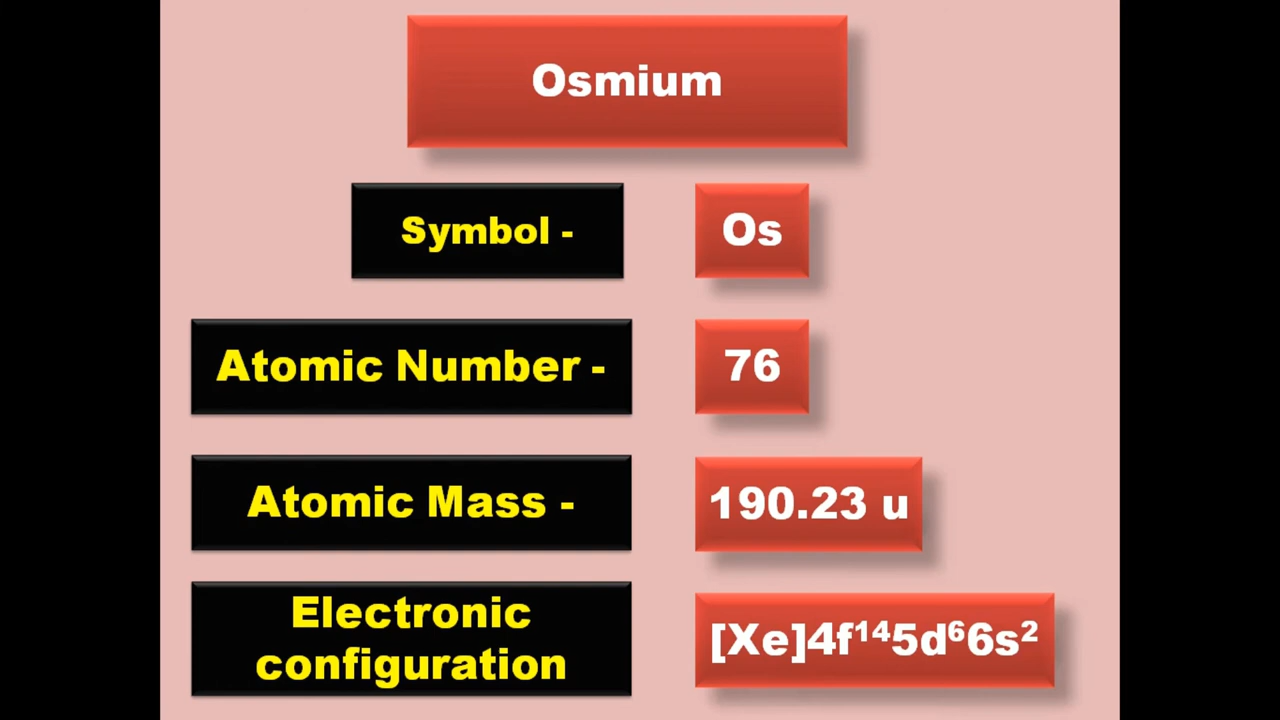 Osmium
Symbol - Os
Atomic Number - 76
Atomic Mass - 190.23 u
Electronic
configuration
[Xe]4f¹⁴5d⁶6s²